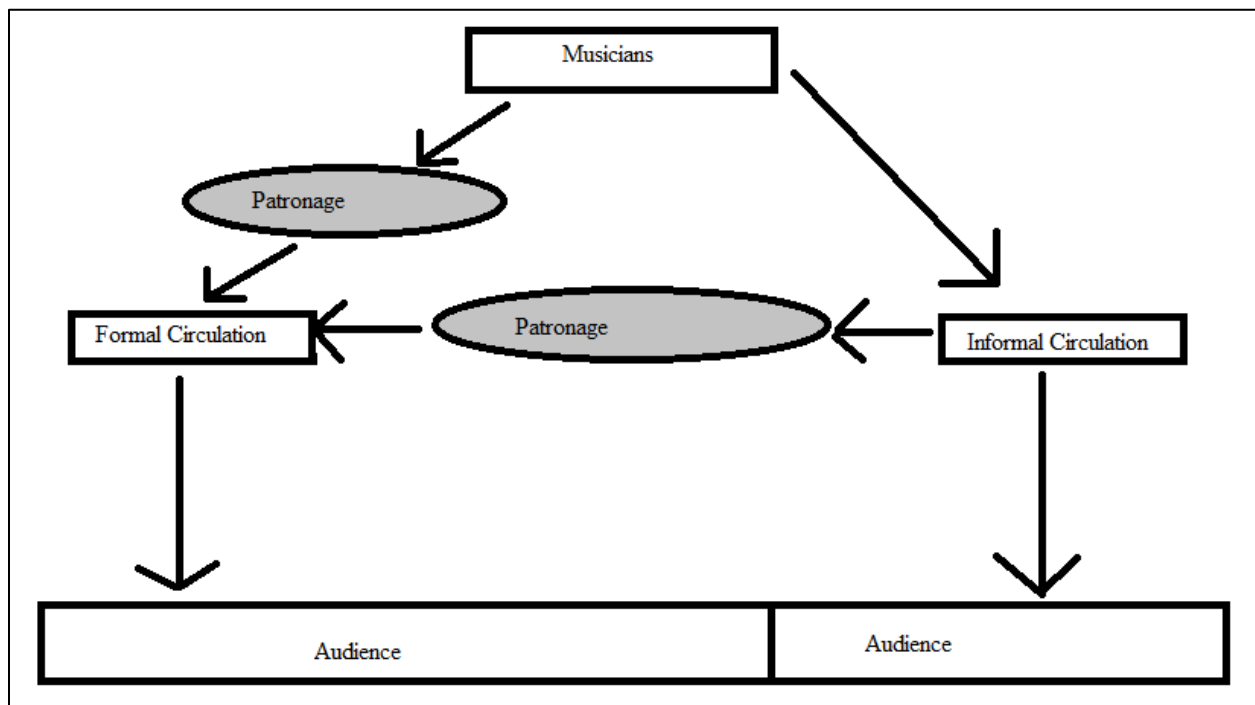 Musicians
Patronage
Patronage
Formal Circulation
Informal Circulation
Audience
Audience